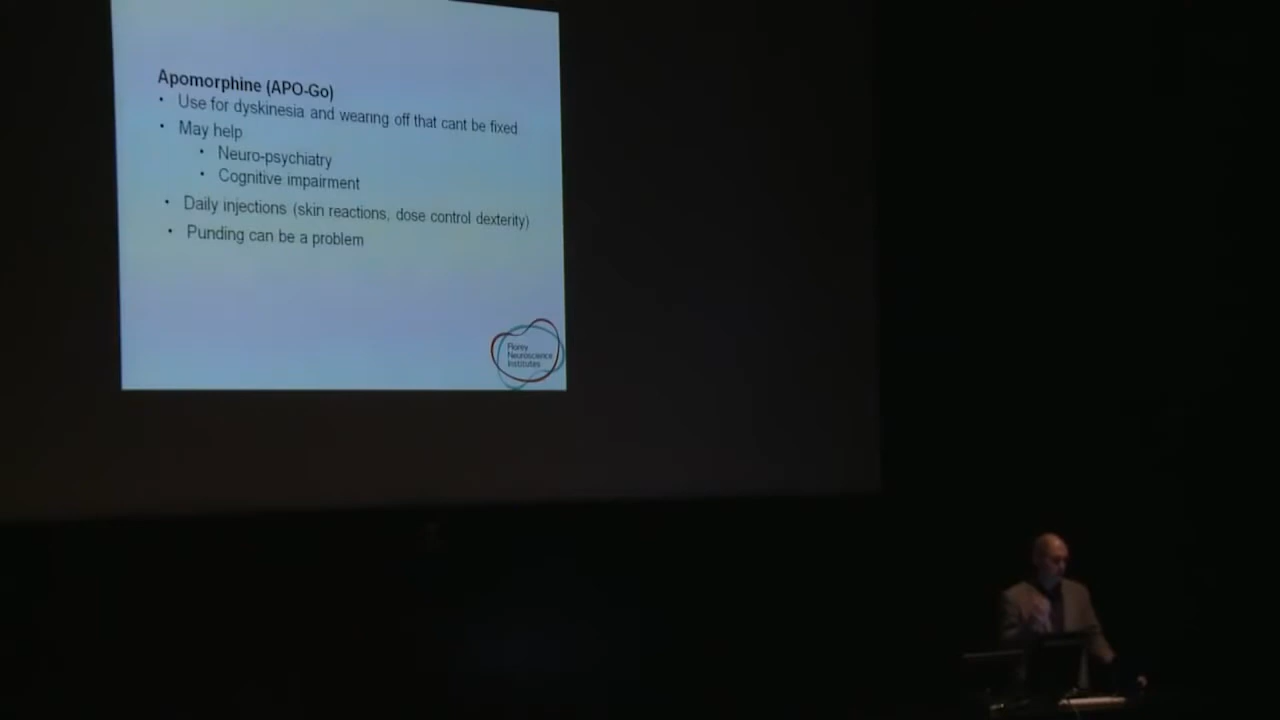 Apomorphine (APO-Go)
• Use for dyskinesia and wearing off that cant be fixed
• May help
• Neuro-psychiatry
• Cognitive impairment
• Daily injections (skin reactions, dose control dexterity)
• Punding can be a problem
Florey
Neuroscience
Institutes